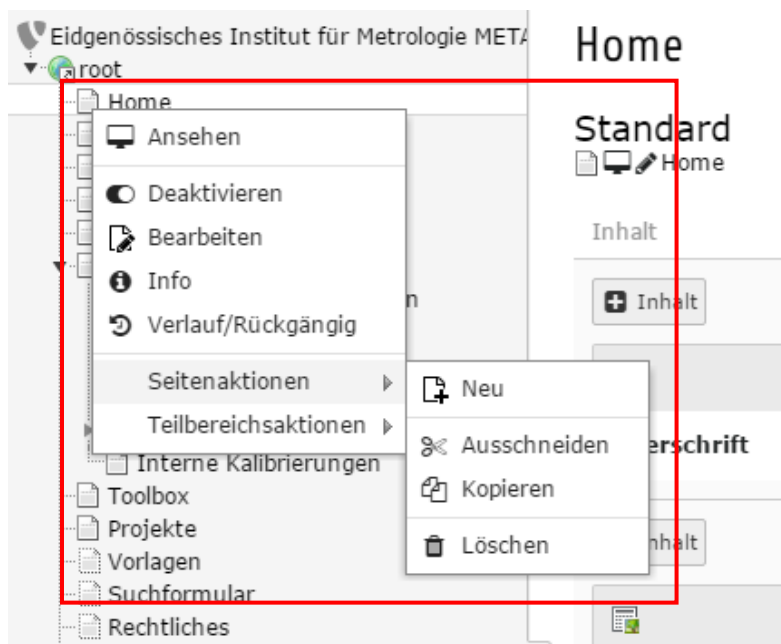 Eidgenössisches Institut für Metrologie META
root
Home
Ansehen
Deaktivieren
Bearbeiten
Info
Verlauf/Rückgängig
Seitenaktionen
Teilbereichsaktionen
Neu
Ausschneiden
Kopieren
Löschen
n
Interne Kalibrierungen
Toolbox
Projekte
Vorlagen
Suchformular
Rechtliches
Home
Standard
Home
Inhalt
Inhalt
erschrift
nhalt